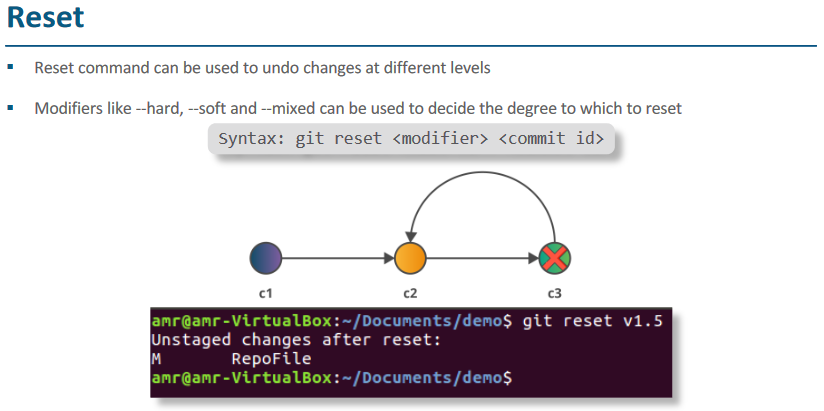 Reset
Reset command can be used to undo changes at different levels
Modifiers like --hard, --soft and --mixed can be used to decide the degree to which to reset
Syntax: git reset <modifier> <commit id>
c1 c2 c3
amr@amr-VirtualBox:~/Documents/demo$ git reset v1.5
Unstaged changes after reset:
M RepoFile
amr@amr-VirtualBox:~/Documents/demo$